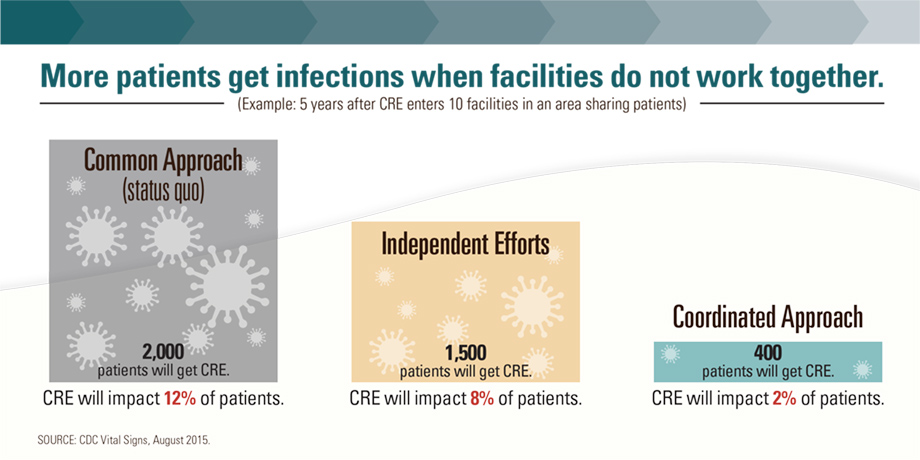 More patients get infections when facilities do not work together.
(Example: 5 years after CRE enters 10 facilities in an area sharing patients)
Common Approach
(status quo)
2,000
patients will get CRE.
CRE will impact 12% of patients.
Independent Efforts
1,500
patients will get CRE.
CRE will impact 8% of patients.
Coordinated Approach
400
patients will get CRE.
CRE will impact 2% of patients.
SOURCE: CDC Vital Signs, August 2015.